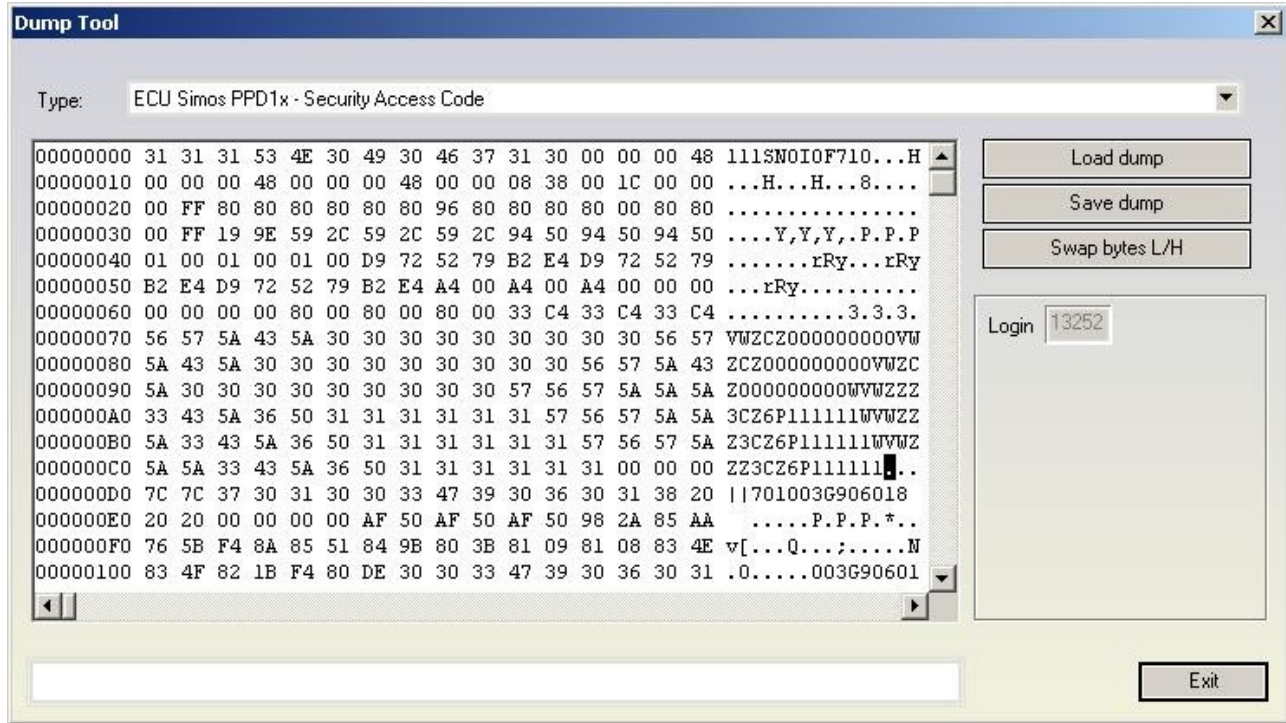 Dump Tool
Type: ECU Simos PPD1x - Security Access Code
00000000 31 31 31 53 4E 30 49 30 46 37 31 30 00 00 00 48 111SN0I0F710...H
00000010 00 00 00 48 00 00 00 48 00 00 08 38 00 1C 00 00 ...H...H...8....
00000020 00 FF 80 80 80 80 80 80 96 80 80 80 80 00 80 80 ................
00000030 00 FF 19 9E 59 2C 59 2C 59 2C 94 50 94 50 94 50 ....Y,Y,Y,.P.P.P
00000040 01 00 01 00 01 00 D9 72 52 79 B2 E4 D9 72 52 79 .......rRy...rRy
00000050 B2 E4 D9 72 52 79 B2 E4 A4 00 A4 00 A4 00 00 00 ...rRy..........
00000060 00 00 00 00 80 00 80 00 80 00 33 C4 33 C4 33 C4 ..........3.3.3.
00000070 56 57 5A 43 5A 30 30 30 30 30 30 30 30 30 56 57 VWZCZ000000000VW
00000080 5A 43 5A 30 30 30 30 30 30 30 30 30 56 57 5A 43 ZCZ000000000VWZC
00000090 5A 30 30 30 30 30 30 30 30 30 57 56 57 5A 5A 5A Z000000000WVWZZZ
000000A0 33 43 5A 36 50 31 31 31 31 31 31 57 56 57 5A 5A 3CZ6P111111WVWZZ
000000B0 5A 33 43 5A 36 50 31 31 31 31 31 31 57 56 57 5A Z3CZ6P111111WVWZ
000000C0 5A 5A 33 43 5A 36 50 31 31 31 31 31 31 00 00 00 ZZ3CZ6P111111...
000000D0 7C 7C 37 30 31 30 30 33 47 39 30 36 30 31 38 20 ||701003G906018
000000E0 20 20 00 00 00 00 AF 50 AF 50 AF 50 98 2A 85 AA .....P.P.P.*..
000000F0 76 5B F4 8A 85 51 84 9B 80 3B 81 09 81 08 83 4E v[...Q...;.....N
00000100 83 4F 82 1B F4 80 DE 30 30 33 47 39 30 36 30 31 .O.....003G90601
Load dump
Save dump
Swap bytes L/H
Login 13252
Exit